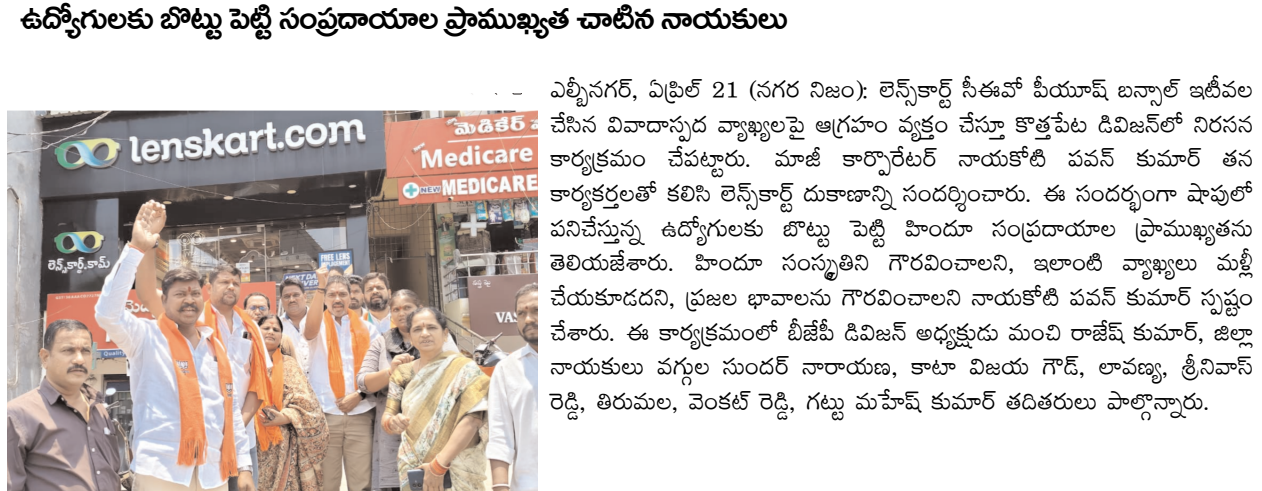 ఉద్యోగులకు బొట్టు పెట్టి సంప్రదాయాల ప్రాముఖ్యత చాటిన నాయకులు
ఎల్బీనగర్, ఏప్రిల్ 21 (నగర నిజం): లెన్స్‌కార్ట్ సీఈవో పీయూష్ బన్సాల్ ఇటీవల
చేసిన వివాదాస్పద వ్యాఖ్యలపై ఆగ్రహం వ్యక్తం చేస్తూ కొత్తపేట డివిజన్‌లో నిరసన
కార్యక్రమం చేపట్టారు. మాజీ కార్పొరేటర్ నాయకోటి పవన్ కుమార్ తన
కార్యకర్తలతో కలిసి లెన్స్‌కార్ట్ దుకాణాన్ని సందర్శించారు. ఈ సందర్భంగా షాపులో
పనిచేస్తున్న ఉద్యోగులకు బొట్టు పెట్టి హిందూ సంప్రదాయాల ప్రాముఖ్యతను
తెలియజేశారు. హిందూ సంస్కృతిని గౌరవించాలని, ఇలాంటి వ్యాఖ్యలు మళ్లీ
చేయకూడదని, ప్రజల భావాలను గౌరవించాలని నాయకోటి పవన్ కుమార్ స్పష్టం
చేశారు. ఈ కార్యక్రమంలో బీజేపీ డివిజన్ అధ్యక్షుడు మంచి రాజేష్ కుమార్, జిల్లా
నాయకులు వగ్గుల సుందర్ నారాయణ, కాటా విజయ గౌడ్, లావణ్య, శ్రీనివాస్
రెడ్డి, తిరుమల, వెంకట్ రెడ్డి, గట్టు మహేష్ కుమార్ తదితరులు పాల్గొన్నారు.
lenskart.com
మెడికేర్
Medicare
NEW MEDICARE
లెన్స్‌కార్ట్.కామ్
FREE LENS
NEXT DAY
VAS